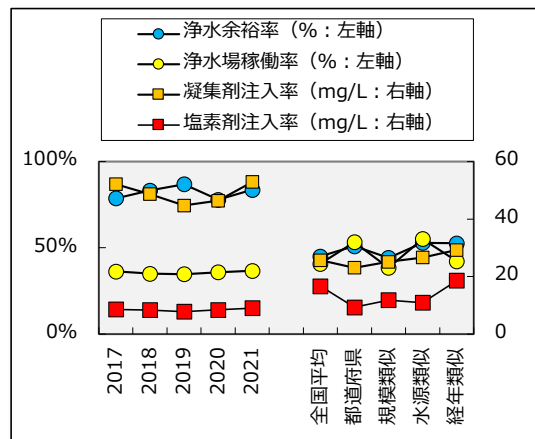 浄水余裕率（%：左軸）
浄水場稼働率（%：左軸）
凝集剤注入率（mg/L：右軸）
塩素剤注入率（mg/L：右軸）
100%
50%
0%
60
40
20
0
2017
2018
2019
2020
2021
全国平均
都道府県
規模類似
水源類似
経年類似